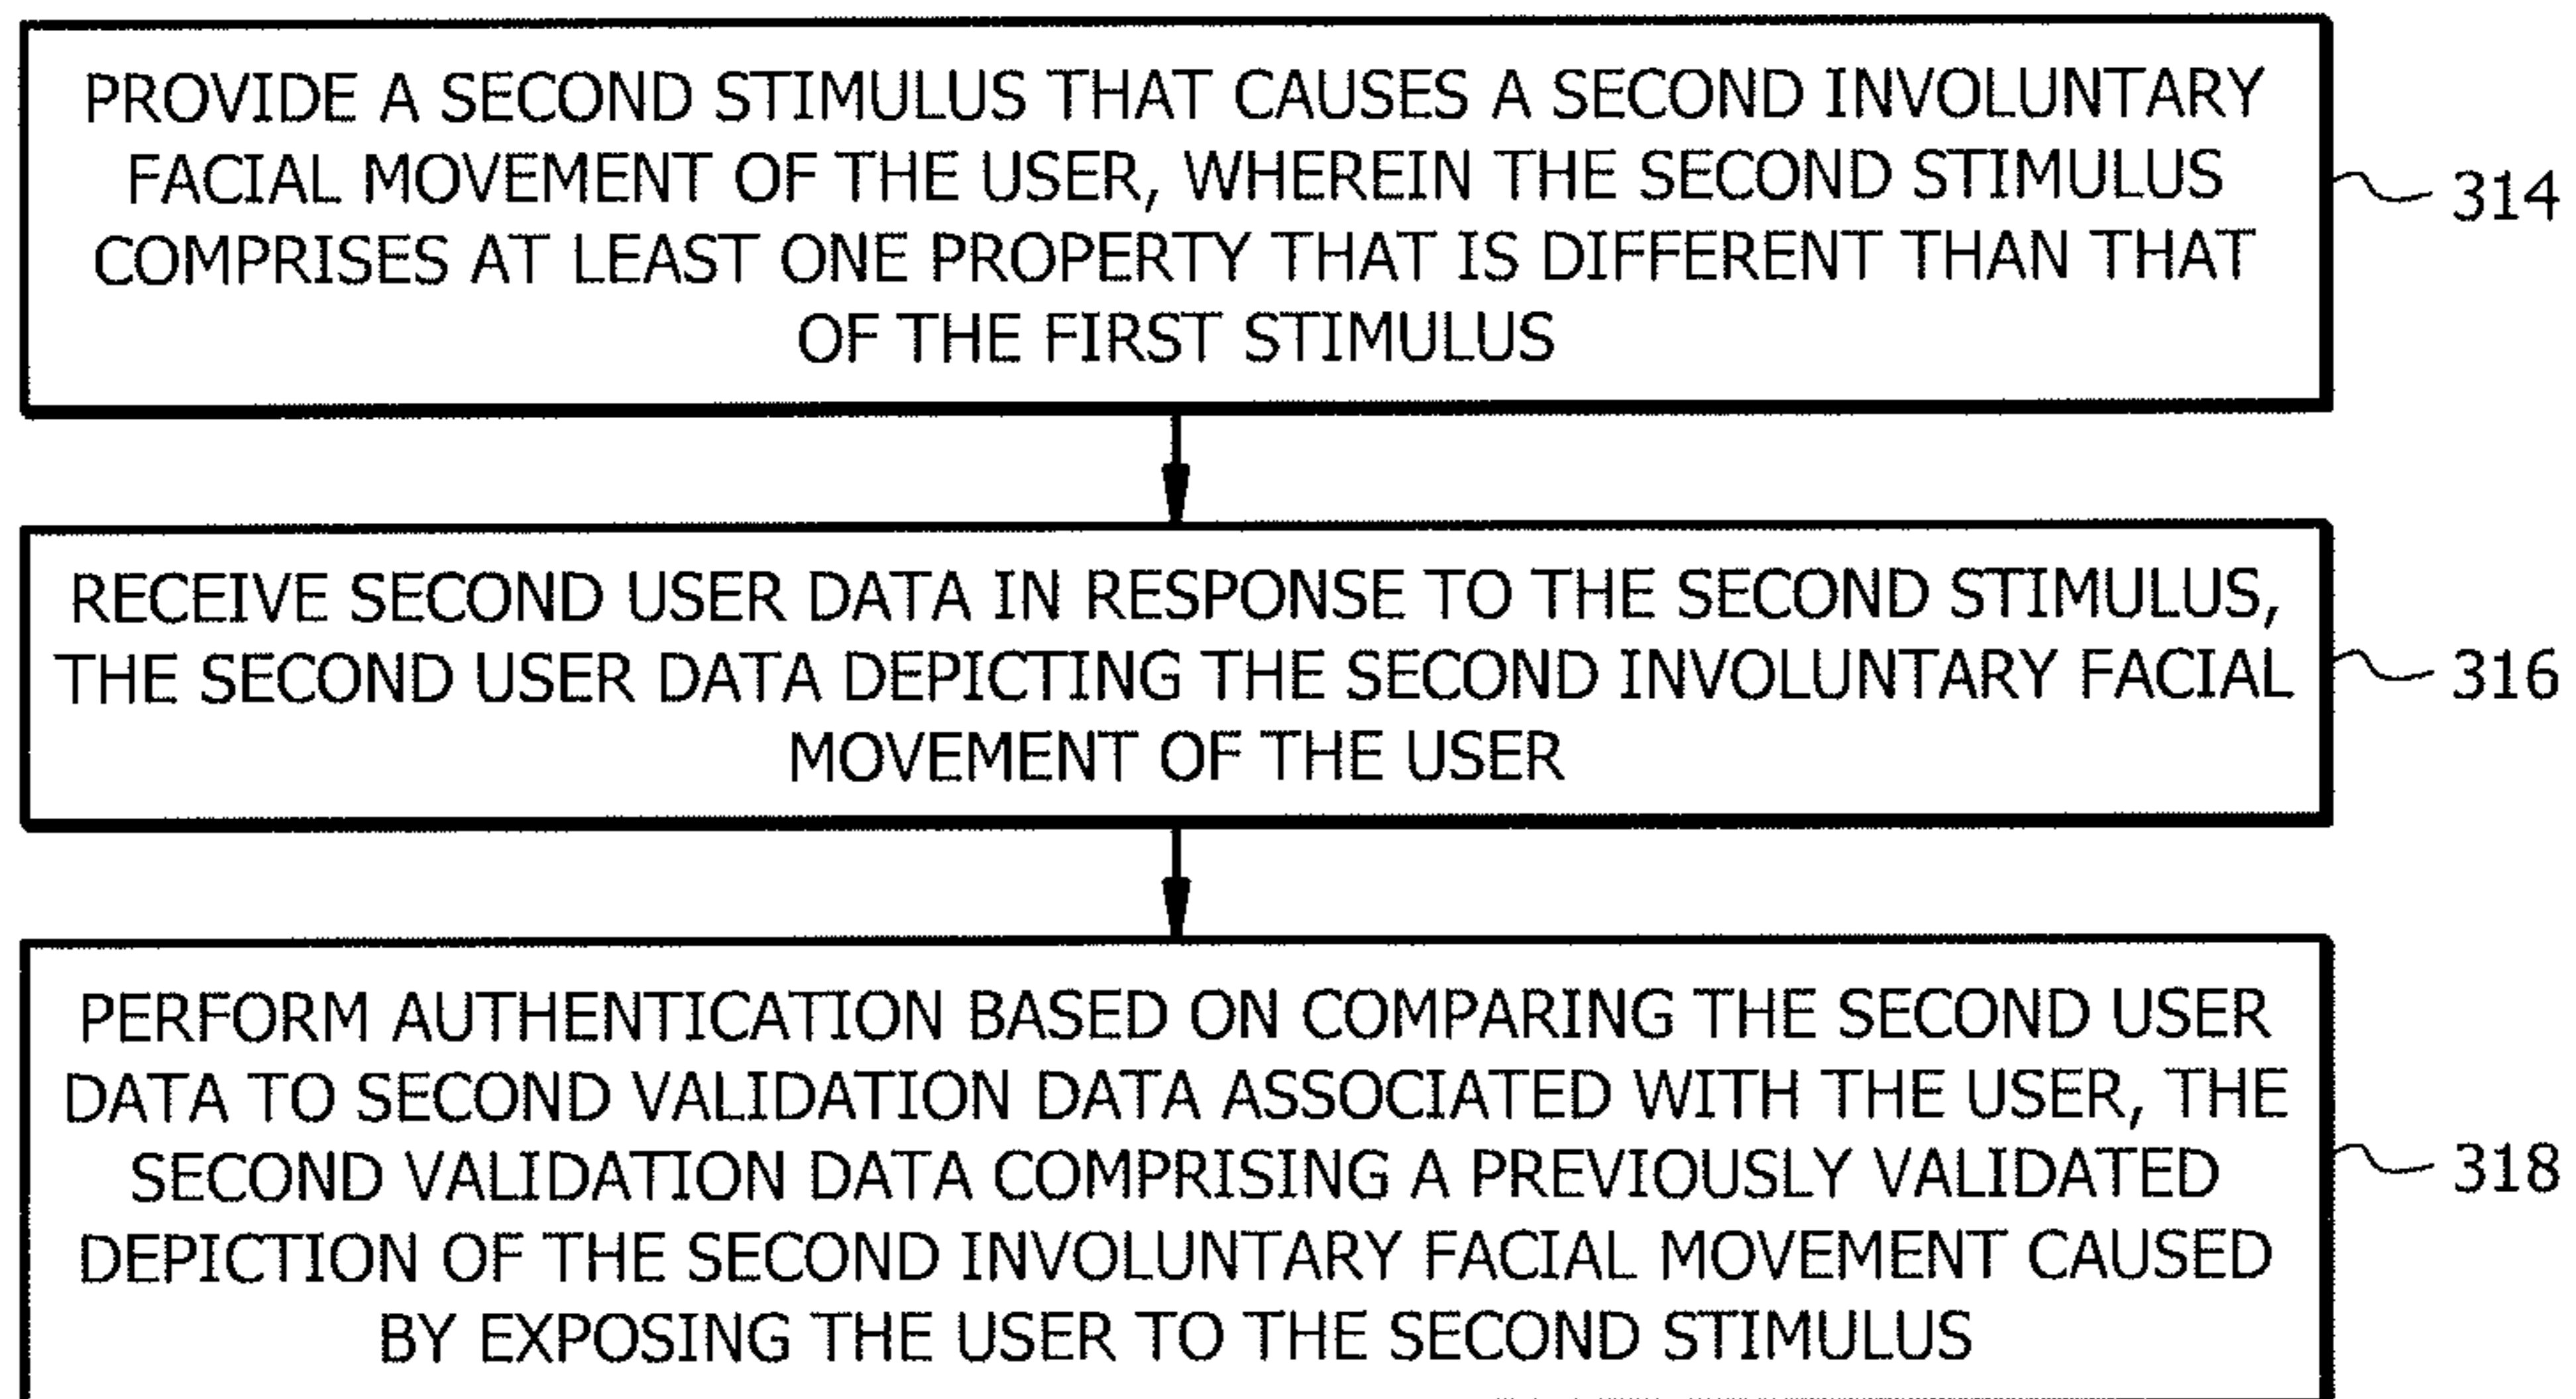 PROVIDE A SECOND STIMULUS THAT CAUSES A SECOND INVOLUNTARY
FACIAL MOVEMENT OF THE USER, WHEREIN THE SECOND STIMULUS
COMPRISES AT LEAST ONE PROPERTY THAT IS DIFFERENT THAN THAT
OF THE FIRST STIMULUS
314
RECEIVE SECOND USER DATA IN RESPONSE TO THE SECOND STIMULUS,
THE SECOND USER DATA DEPICTING THE SECOND INVOLUNTARY FACIAL
MOVEMENT OF THE USER
316
PERFORM AUTHENTICATION BASED ON COMPARING THE SECOND USER
DATA TO SECOND VALIDATION DATA ASSOCIATED WITH THE USER, THE
SECOND VALIDATION DATA COMPRISING A PREVIOUSLY VALIDATED
DEPICTION OF THE SECOND INVOLUNTARY FACIAL MOVEMENT CAUSED
BY EXPOSING THE USER TO THE SECOND STIMULUS
318